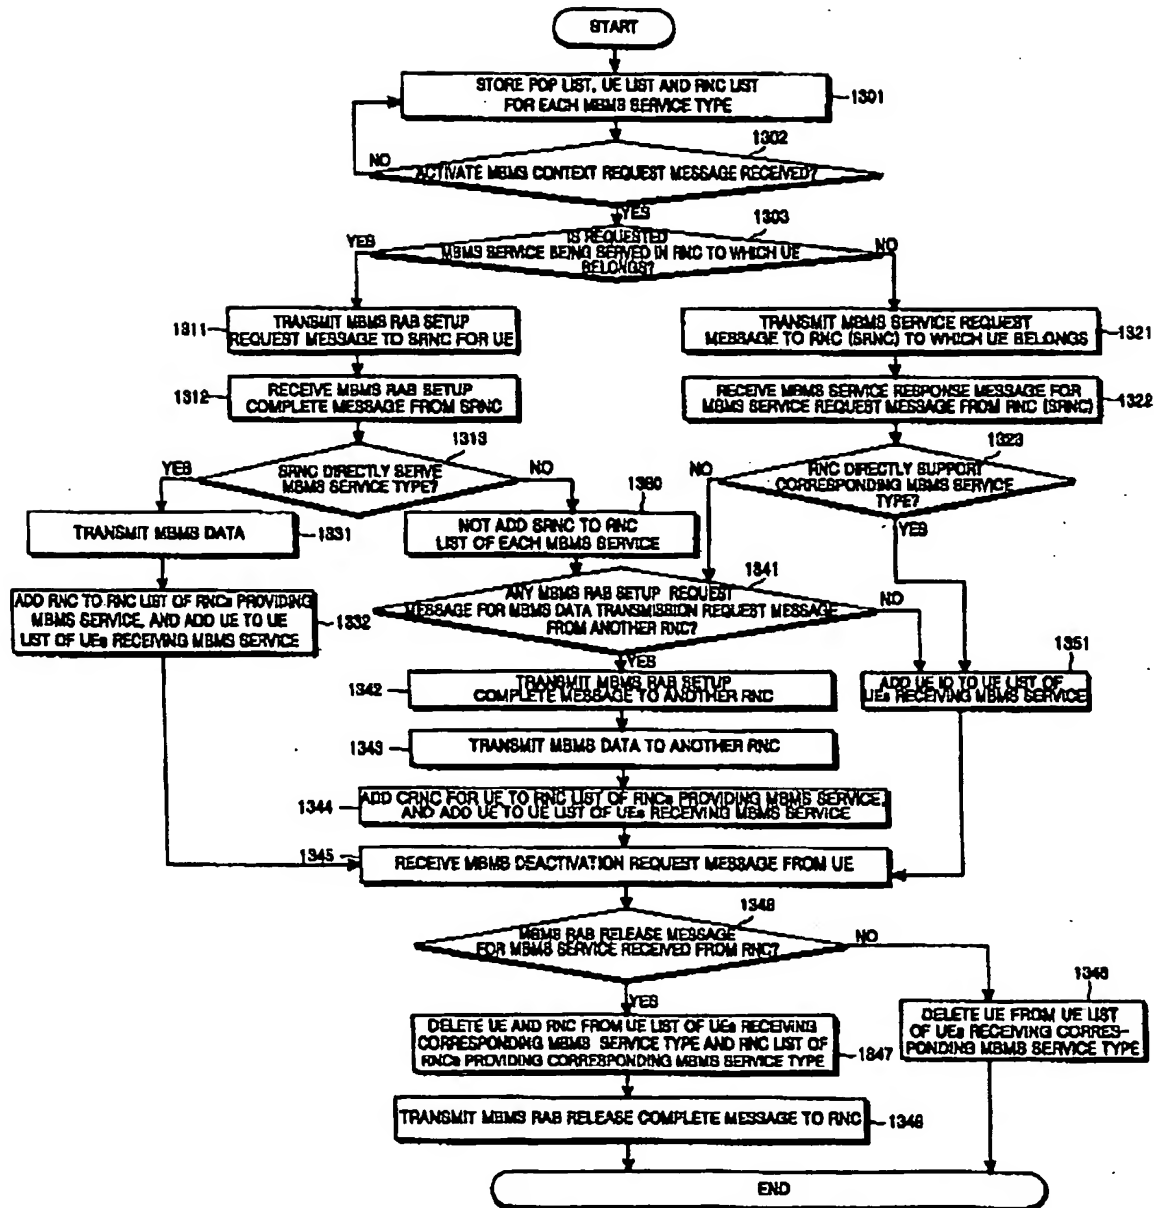 START
STORE PDP LIST, UE LIST AND RNC LIST
FOR EACH MBMS SERVICE TYPE
1301
1302
NO
ACTIVATE MBMS CONTEXT REQUEST MESSAGE RECEIVED?
YES
1303
YES
IS REQUESTED
MBMS SERVICE BEING SERVED IN RNC TO WHICH UE
BELONGS?
NO
1311
TRANSMIT MBMS RAB SETUP
REQUEST MESSAGE TO SRNC FOR UE
TRANSMIT MBMS SERVICE REQUEST
MESSAGE TO RNC (SRNC) TO WHICH UE BELONGS
1321
1312
RECEIVE MBMS RAB SETUP
COMPLETE MESSAGE FROM SRNC
RECEIVE MBMS SERVICE RESPONSE MESSAGE FOR
MBMS SERVICE REQUEST MESSAGE FROM RNC (SRNC)
1322
1313
YES
SRNC DIRECTLY SERVE
MBMS SERVICE TYPE?
NO
1323
NO
RNC DIRECTLY SUPPORT
CORRESPONDING MBMS SERVICE
TYPE?
YES
TRANSMIT MBMS DATA
1331
1360
NOT ADD SRNC TO RNC
LIST OF EACH MBMS SERVICE
ADD RNC TO RNC LIST OF RNCs PROVIDING
MBMS SERVICE, AND ADD UE TO UE
LIST OF UEs RECEIVING MBMS SERVICE
1332
1341
ANY MBMS RAB SETUP REQUEST
MESSAGE FOR MBMS DATA TRANSMISSION REQUEST MESSAGE
FROM ANOTHER RNC?
NO
YES
1342
TRANSMIT MBMS RAB SETUP
COMPLETE MESSAGE TO ANOTHER RNC
1351
ADD UE ID TO UE LIST OF
UEs RECEIVING MBMS SERVICE
1343
TRANSMIT MBMS DATA TO ANOTHER RNC
1344
ADD CRNC FOR UE TO RNC LIST OF RNCs PROVIDING MBMS SERVICE,
AND ADD UE TO UE LIST OF UEs RECEIVING MBMS SERVICE
1345
RECEIVE MBMS DEACTIVATION REQUEST MESSAGE FROM UE
1346
MBMS RAB RELEASE MESSAGE
FOR MBMS SERVICE RECEIVED FROM RNC?
NO
YES
DELETE UE AND RNC FROM UE LIST OF UEs RECEIVING
CORRESPONDING MBMS SERVICE TYPE AND RNC LIST OF
RNCs PROVIDING CORRESPONDING MBMS SERVICE TYPE
1347
DELETE UE FROM UE LIST
OF UEs RECEIVING CORRES-
PONDING MBMS SERVICE TYPE
TRANSMIT MBMS RAB RELEASE COMPLETE MESSAGE TO RNC
END